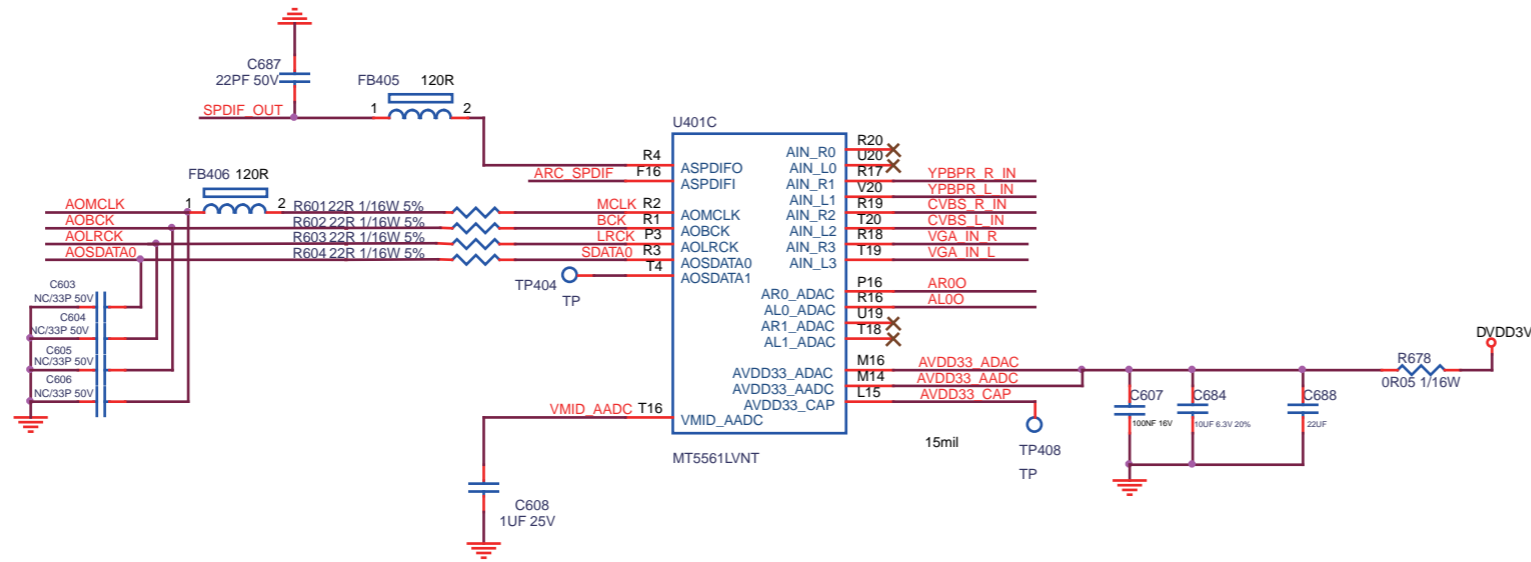 C687
22PF 50V
FB405 120R
SPDIF_OUT
1 2
U401C
R4 ASPDIFO
ARC_SPDIF F16 ASPDIFI
FB406 120R
AOMCLK 1 2 R601 22R 1/16W 5% MCLK R2 AOMCLK
AOBCK R602 22R 1/16W 5% BCK R1 AOBCK
AOLRCK R603 22R 1/16W 5% LRCK P3 AOLRCK
AOSDATA0 R604 22R 1/16W 5% SDATA0 R3 AOSDATA0
T4 AOSDATA1
TP404
TP
C603
NC/33P 50V
C604
NC/33P 50V
C605
NC/33P 50V
C606
NC/33P 50V
VMID_AADC T16 VMID_AADC
C608
1UF 25V
AIN_R0 R20
AIN_L0 U20
AIN_R1 R17 YPBPR_R_IN
AIN_L1 V20 YPBPR_L_IN
AIN_R2 R19 CVBS_R_IN
AIN_L2 T20 CVBS_L_IN
AIN_R3 R18 VGA_IN_R
AIN_L3 T19 VGA_IN_L
AR0_ADAC P16 AR0O
AL0_ADAC R16 AL0O
AR1_ADAC U19
AL1_ADAC T18
AVDD33_ADAC M16 AVDD33_ADAC
AVDD33_AADC M14 AVDD33_AADC
AVDD33_CAP L15 AVDD33_CAP
MT5561LVNT
15mil
TP408
TP
C607
100NF 16V
C684
10UF 6.3V 20%
C688
22UF
R678
0R05 1/16W
DVDD3V